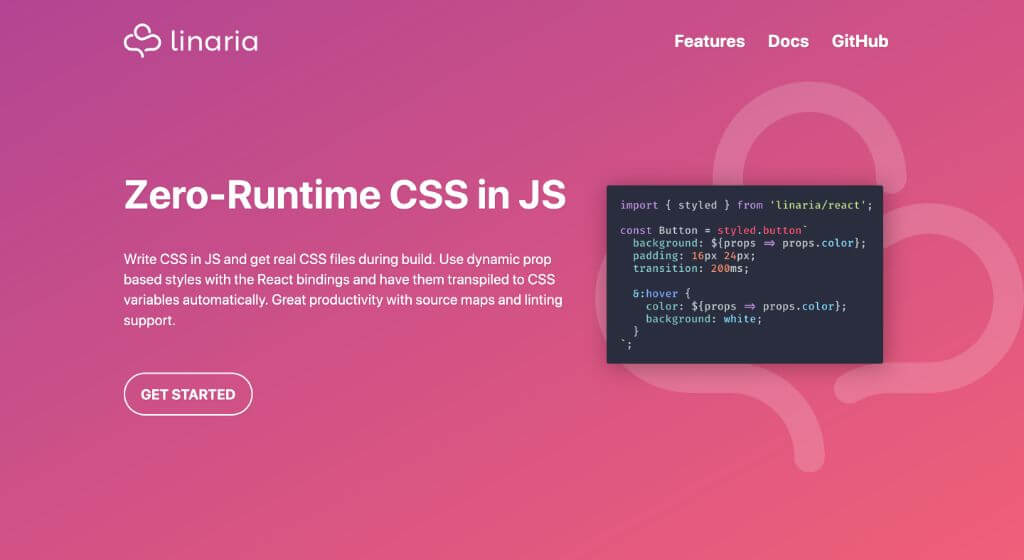 linaria
Features Docs GitHub
Zero-Runtime CSS in JS
Write CSS in JS and get real CSS files during build. Use dynamic prop
based styles with the React bindings and have them transpiled to CSS
variables automatically. Great productivity with source maps and linting
support.
GET STARTED
import { styled } from 'linaria/react';
const Button = styled.button`
  background: ${props => props.color};
  padding: 16px 24px;
  transition: 200ms;
  &:hover {
    color: ${props => props.color};
    background: white;
  }
`;